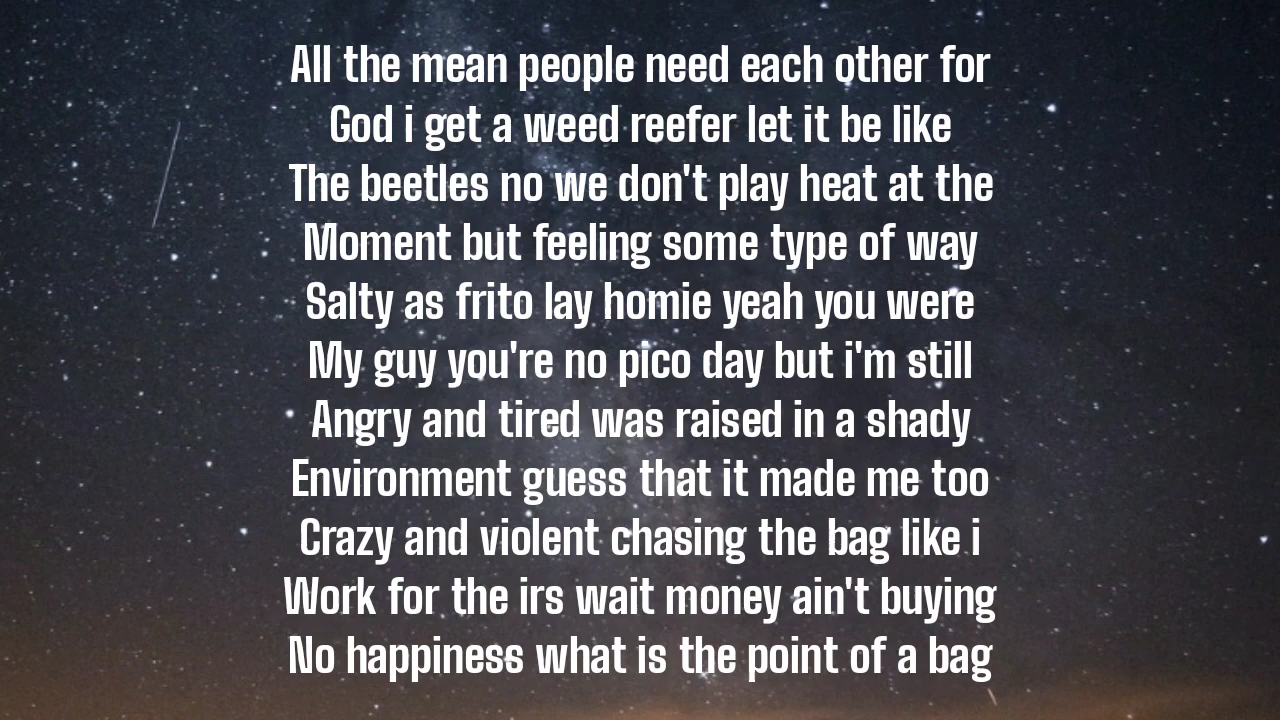 All the mean people need each other for
God i get a weed reefer let it be like
The beetles no we don't play heat at the
Moment but feeling some type of way
Salty as frito lay homie yeah you were
My guy you're no pico day but i'm still
Angry and tired was raised in a shady
Environment guess that it made me too
Crazy and violent chasing the bag like i
Work for the irs wait money ain't buying
No happiness what is the point of a bag